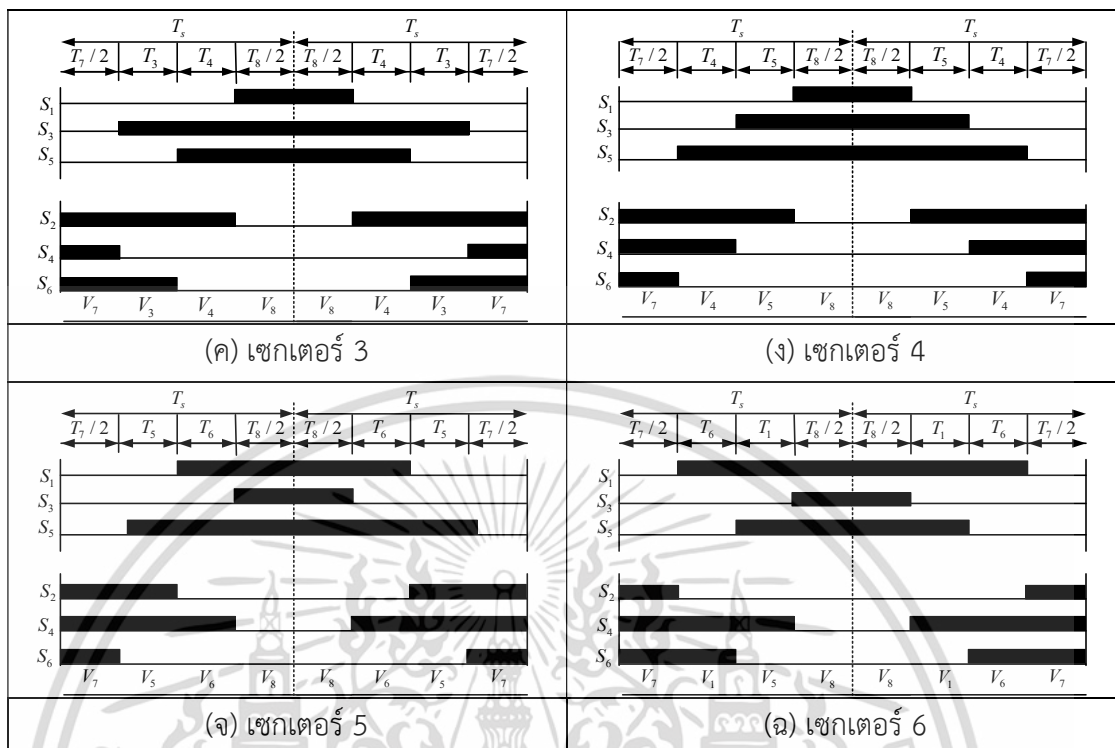 T_s T_s
T_7 / 2 T_3 T_4 T_8 / 2 T_8 / 2 T_4 T_3 T_7 / 2
S_1
S_3
S_5
S_2
S_4
S_6
V_7 V_3 V_4 V_8 V_8 V_4 V_3 V_7
(ค) เซกเตอร์ 3
T_s T_s
T_7 / 2 T_4 T_5 T_8 / 2 T_8 / 2 T_5 T_4 T_7 / 2
S_1
S_3
S_5
S_2
S_4
S_6
V_7 V_4 V_5 V_8 V_8 V_5 V_4 V_7
(ง) เซกเตอร์ 4
T_s T_s
T_7 / 2 T_5 T_6 T_8 / 2 T_8 / 2 T_6 T_5 T_7 / 2
S_1
S_3
S_5
S_2
S_4
S_6
V_7 V_5 V_6 V_8 V_8 V_6 V_5 V_7
(จ) เซกเตอร์ 5
T_s T_s
T_7 / 2 T_6 T_1 T_8 / 2 T_8 / 2 T_1 T_6 T_7 / 2
S_1
S_3
S_5
S_2
S_4
S_6
V_7 V_1 V_5 V_8 V_8 V_1 V_6 V_7
(ฉ) เซกเตอร์ 6